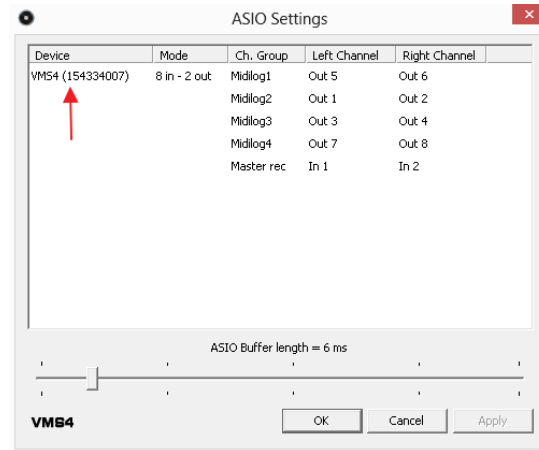 ASIO Settings
Device Mode Ch. Group Left Channel Right Channel
VMS4 (154334007) 8 in - 2 out Midilog1 Out 5 Out 6
Midilog2 Out 1 Out 2
Midilog3 Out 3 Out 4
Midilog4 Out 7 Out 8
Master rec In 1 In 2
ASIO Buffer length = 6 ms
VMS4 OK Cancel Apply